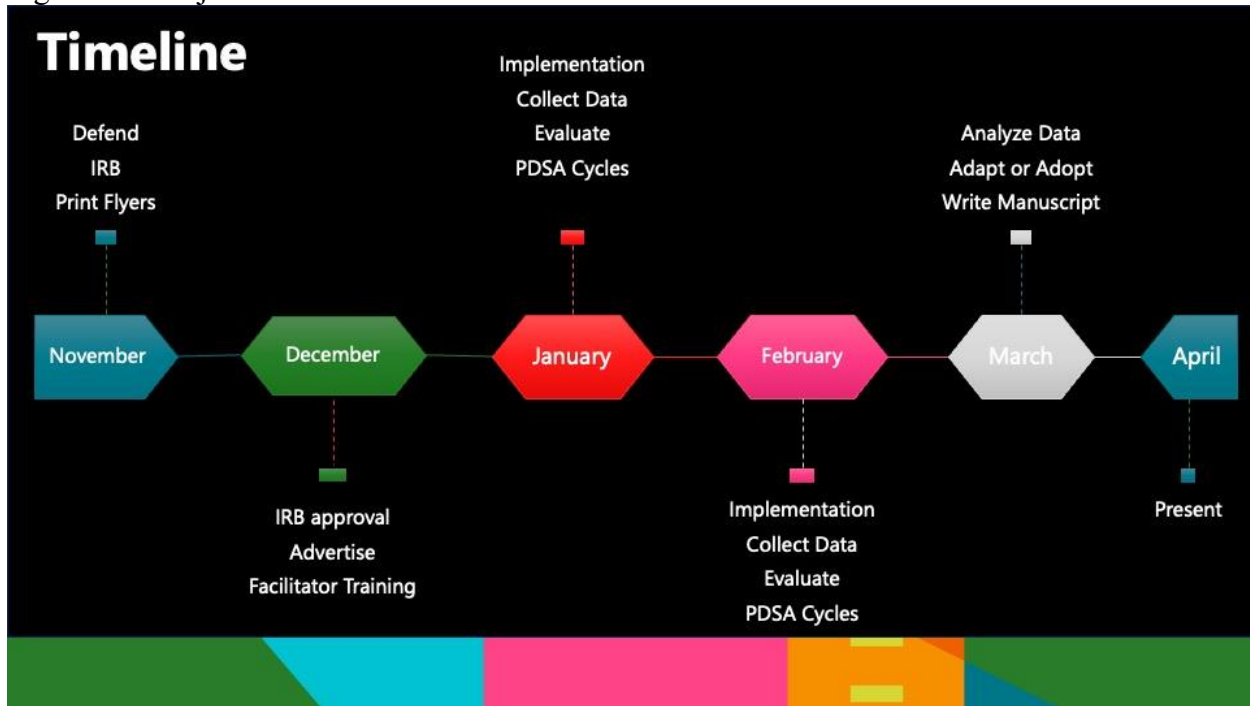 Timeline
Defend
IRB
Print Flyers
Implementation
Collect Data
Evaluate
PDSA Cycles
Analyze Data
Adapt or Adopt
Write Manuscript
November
December
January
February
March
April
IRB approval
Advertise
Facilitator Training
Implementation
Collect Data
Evaluate
PDSA Cycles
Present